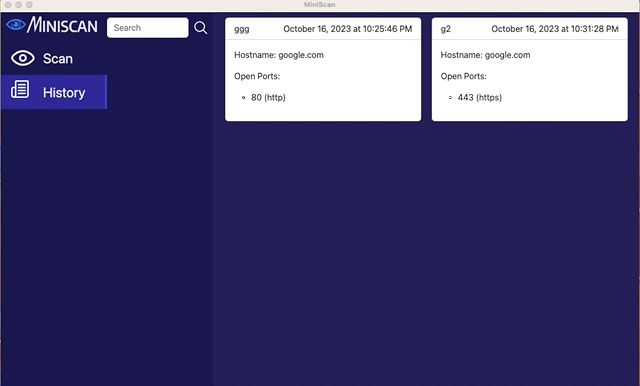 MiniScan
MINISCAN
Search
Scan
History
ggg October 16, 2023 at 10:25:46 PM
Hostname: google.com
Open Ports:
80 (http)
g2 October 16, 2023 at 10:31:28 PM
Hostname: google.com
Open Ports:
443 (https)